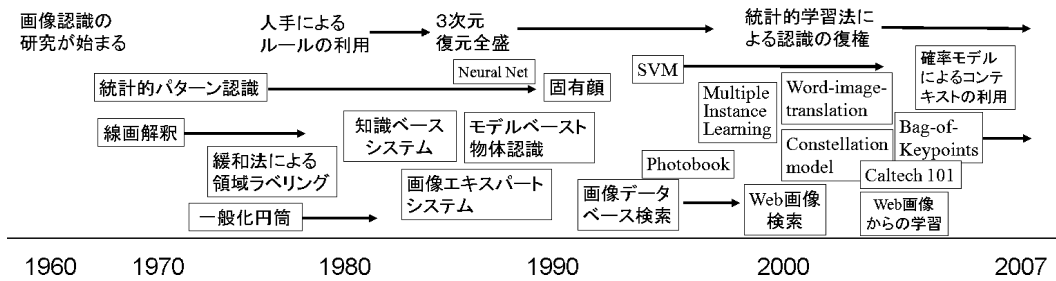 画像認識の
研究が始まる
人手による
ルールの利用
3次元
復元全盛
統計的学習法に
よる認識の復権
統計的パターン認識
Neural Net
固有顔
SVM
Multiple
Instance
Learning
Word-image-
translation
確率モデル
によるコンテ
キストの利用
線画解釈
知識ベース
システム
モデルベースト
物体認識
Constellation
model
Bag-of-
Keypoints
緩和法による
領域ラベリング
Photobook
Caltech 101
画像エキスパート
システム
画像データ
ベース検索
Web画像
検索
Web画像
からの学習
一般化円筒
1960
1970
1980
1990
2000
2007